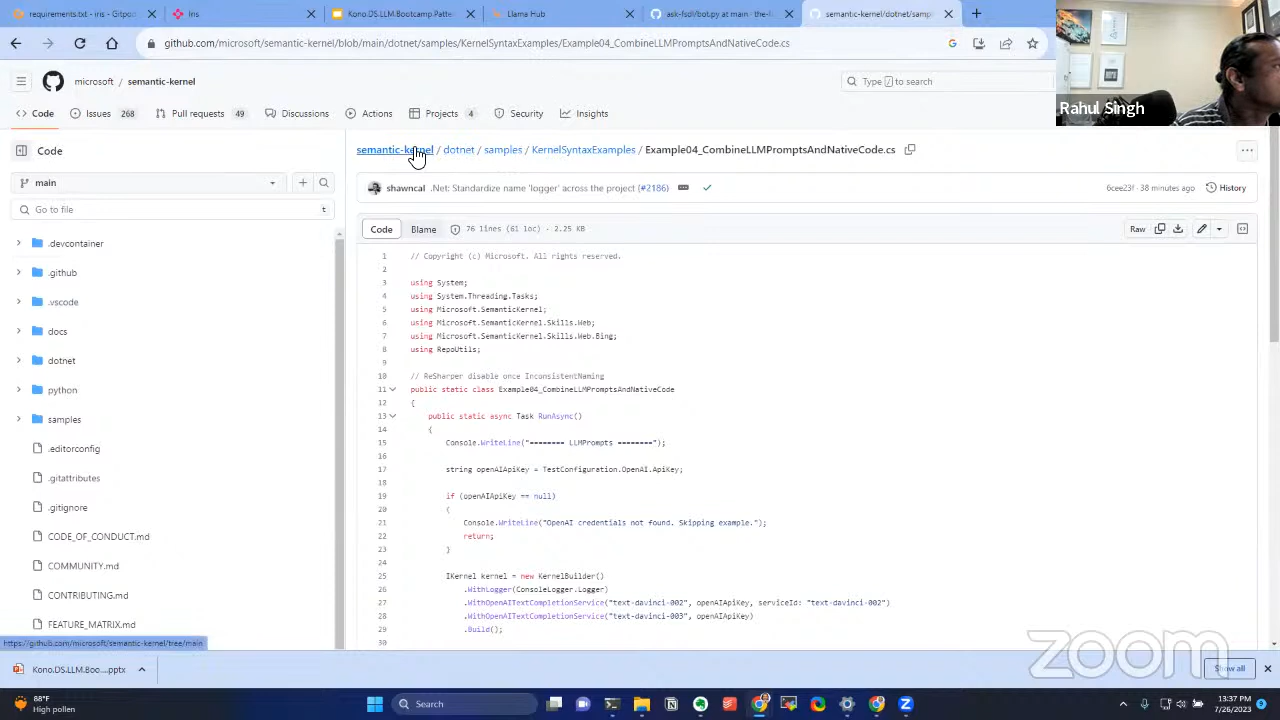 requirements.txt - iris - Gitpod
iris
Kono.DS.LLM.Bootcamp Patte
Llama Hub
ask-fsdl/bot.py at main · the-f
semantic-kernel/dotnet/sampl
github.com/microsoft/semantic-kernel/blob/main/dotnet/samples/KernelSyntaxExamples/Example04_CombineLLMPromptsAndNativeCode.cs
microsoft / semantic-kernel
Type / to search
Rahul Singh
Code
Issues 268
Pull requests 49
Discussions
Actions
Projects 4
Security
Insights
Code
semantic-kernel / dotnet / samples / KernelSyntaxExamples / Example04_CombineLLMPromptsAndNativeCode.cs
main
shawncal .Net: Standardize name 'logger' across the project (#2186)
6cee23f · 38 minutes ago
History
Go to file t
Code Blame 76 lines (61 loc) · 2.25 KB
Raw
.devcontainer
.github
.vscode
docs
dotnet
python
samples
.editorconfig
.gitattributes
.gitignore
CODE_OF_CONDUCT.md
COMMUNITY.md
CONTRIBUTING.md
FEATURE_MATRIX.md
1 // Copyright (c) Microsoft. All rights reserved.
2
3 using System;
4 using System.Threading.Tasks;
5 using Microsoft.SemanticKernel;
6 using Microsoft.SemanticKernel.Skills.Web;
7 using Microsoft.SemanticKernel.Skills.Web.Bing;
8 using RepoUtils;
9
10 // ReSharper disable once InconsistentNaming
11 public static class Example04_CombineLLMPromptsAndNativeCode
12 {
13 public static async Task RunAsync()
14 {
15 Console.WriteLine("======== LLMPrompts ========");
16
17 string openAIApiKey = TestConfiguration.OpenAI.ApiKey;
18
19 if (openAIApiKey == null)
20 {
21 Console.WriteLine("OpenAI credentials not found. Skipping example.");
22 return;
23 }
24
25 IKernel kernel = new KernelBuilder()
26 .WithLogger(ConsoleLogger.Logger)
27 .WithOpenAITextCompletionService("text-davinci-002", openAIApiKey, serviceId: "text-davinci-002")
28 .WithOpenAITextCompletionService("text-davinci-003", openAIApiKey)
29 .Build();
30
https://github.com/microsoft/semantic-kernel/tree/main
zoom
Kono.DS.LLM.Boo....pptx
Show all
88°F
High pollen
Search
13:37
7/26/2023